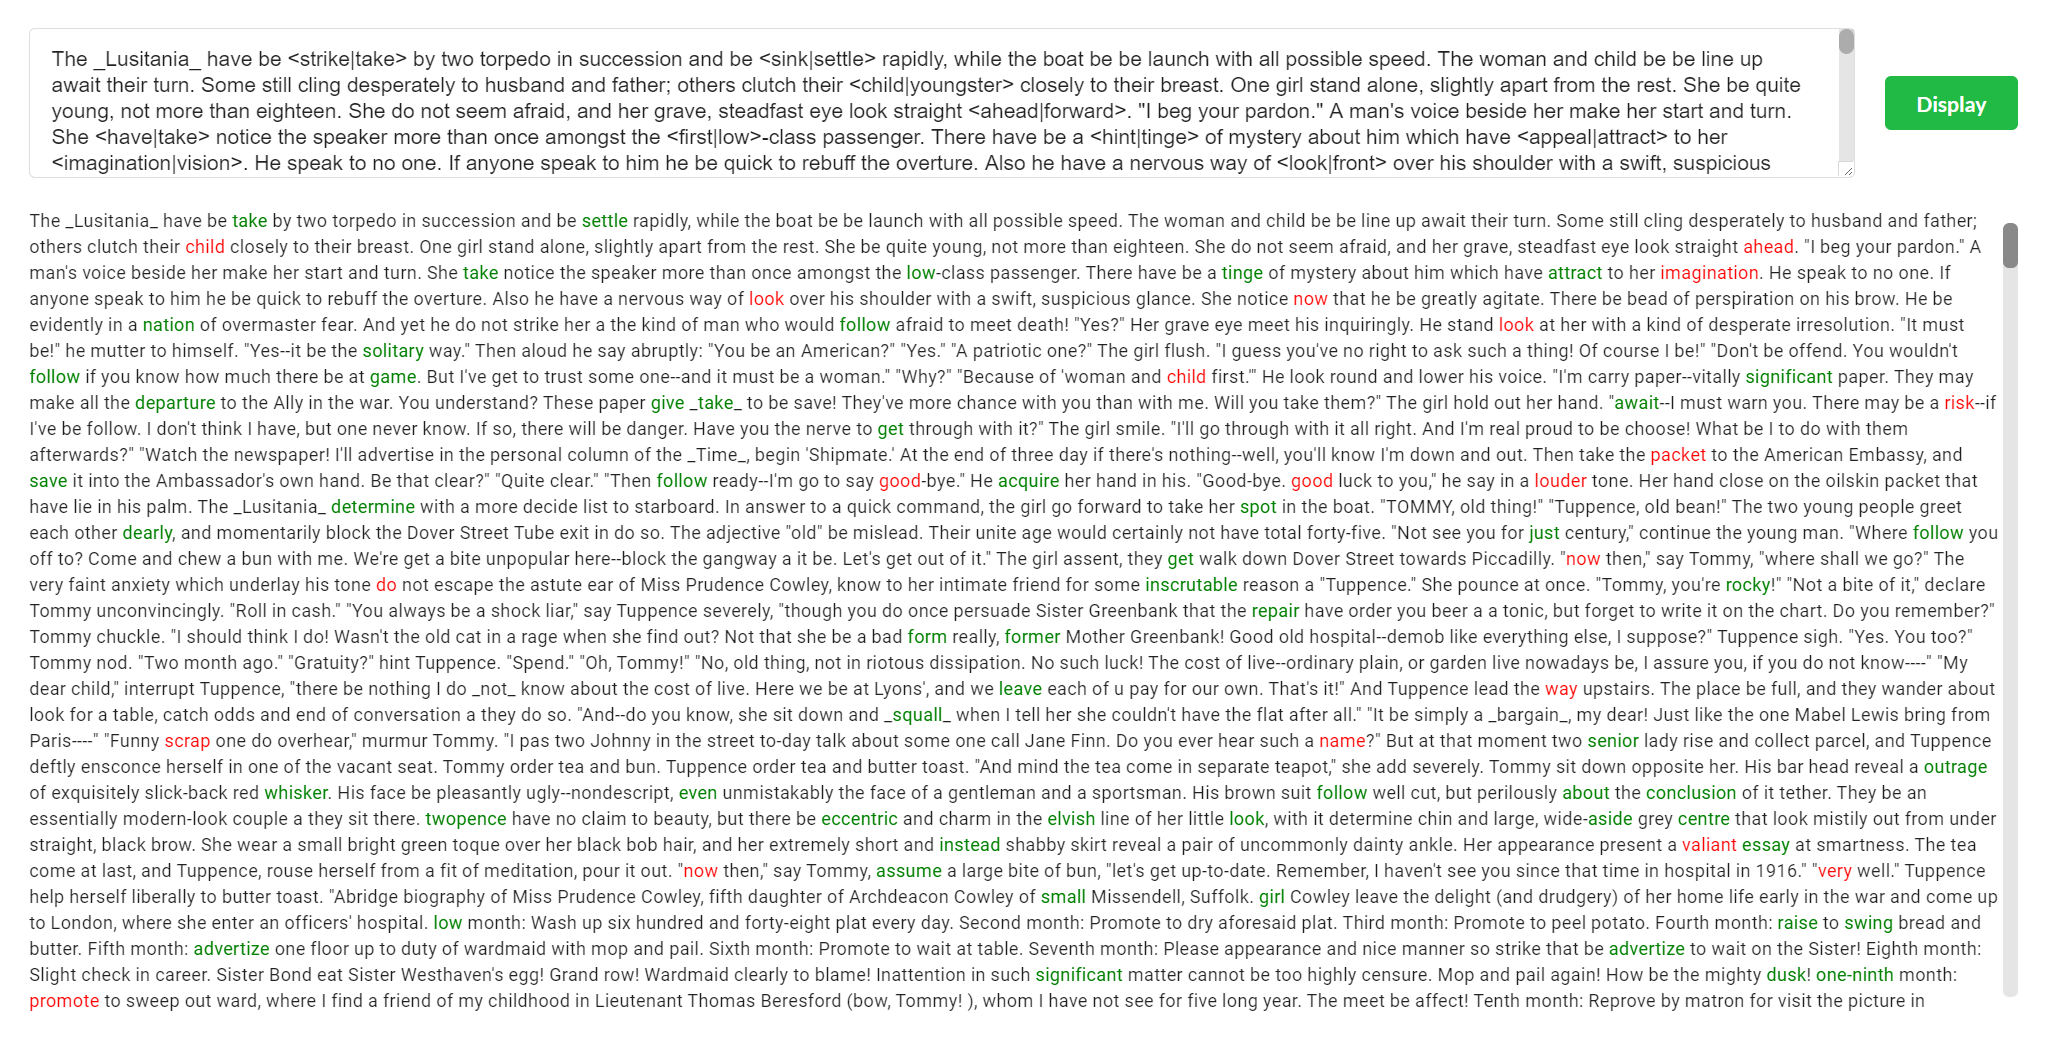 The _Lusitania_ have be <strike|take> by two torpedo in succession and be <sink|settle> rapidly, while the boat be be launch with all possible speed. The woman and child be be line up
await their turn. Some still cling desperately to husband and father; others clutch their <child|youngster> closely to their breast. One girl stand alone, slightly apart from the rest. She be quite
young, not more than eighteen. She do not seem afraid, and her grave, steadfast eye look straight <ahead|forward>. "I beg your pardon." A man's voice beside her make her start and turn.
She <have|take> notice the speaker more than once amongst the <first|low>-class passenger. There have be a <hint|tinge> of mystery about him which have <appeal|attract> to her
<imagination|vision>. He speak to no one. If anyone speak to him he be quick to rebuff the overture. Also he have a nervous way of <look|front> over his shoulder with a swift, suspicious
Display
The _Lusitania_ have be take by two torpedo in succession and be settle rapidly, while the boat be be launch with all possible speed. The woman and child be be line up await their turn. Some still cling desperately to husband and father;
others clutch their child closely to their breast. One girl stand alone, slightly apart from the rest. She be quite young, not more than eighteen. She do not seem afraid, and her grave, steadfast eye look straight ahead. "I beg your pardon." A
man's voice beside her make her start and turn. She take notice the speaker more than once amongst the low-class passenger. There have be a tinge of mystery about him which have attract to her imagination. He speak to no one. If
anyone speak to him he be quick to rebuff the overture. Also he have a nervous way of look over his shoulder with a swift, suspicious glance. She notice now that he be greatly agitate. There be bead of perspiration on his brow. He be
evidently in a nation of overmaster fear. And yet he do not strike her a the kind of man who would follow afraid to meet death! "Yes?" Her grave eye meet his inquiringly. He stand look at her with a kind of desperate irresolution. "It must
be!" he mutter to himself. "Yes--it be the solitary way." Then aloud he say abruptly: "You be an American?" "Yes." "A patriotic one?" The girl flush. "I guess you've no right to ask such a thing! Of course I be!" "Don't be offend. You wouldn't
follow if you know how much there be at game. But I've get to trust some one--and it must be a woman." "Why?" "Because of 'woman and child first.'" He look round and lower his voice. "I'm carry paper--vitally significant paper. They may
make all the departure to the Ally in the war. You understand? These paper give _take_ to be save! They've more chance with you than with me. Will you take them?" The girl hold out her hand. "await--I must warn you. There may be a risk--if
I've be follow. I don't think I have, but one never know. If so, there will be danger. Have you the nerve to get through with it?" The girl smile. "I'll go through with it all right. And I'm real proud to be choose! What be I to do with them
afterwards?" "Watch the newspaper! I'll advertise in the personal column of the _Time_, begin 'Shipmate.' At the end of three day if there's nothing--well, you'll know I'm down and out. Then take the packet to the American Embassy, and
save it into the Ambassador's own hand. Be that clear?" "Quite clear." "Then follow ready--I'm go to say good-bye." He acquire her hand in his. "Good-bye. good luck to you," he say in a louder tone. Her hand close on the oilskin packet that
have lie in his palm. The _Lusitania_ determine with a more decide list to starboard. In answer to a quick command, the girl go forward to take her spot in the boat. "TOMMY, old thing!" "Tuppence, old bean!" The two young people greet
each other dearly, and momentarily block the Dover Street Tube exit in do so. The adjective "old" be mislead. Their unite age would certainly not have total forty-five. "Not see you for just century," continue the young man. "Where follow you
off to? Come and chew a bun with me. We're get a bite unpopular here--block the gangway a it be. Let's get out of it." The girl assent, they get walk down Dover Street towards Piccadilly. "now then," say Tommy, "where shall we go?" The
very faint anxiety which underlay his tone do not escape the astute ear of Miss Prudence Cowley, know to her intimate friend for some inscrutable reason a "Tuppence." She pounce at once. "Tommy, you're rocky!" "Not a bite of it," declare
Tommy unconvincingly. "Roll in cash." "You always be a shock liar," say Tuppence severely, "though you do once persuade Sister Greenbank that the repair have order you beer a a tonic, but forget to write it on the chart. Do you remember?"
Tommy chuckle. "I should think I do! Wasn't the old cat in a rage when she find out? Not that she be a bad form really, former Mother Greenbank! Good old hospital--demob like everything else, I suppose?" Tuppence sigh. "Yes. You too?"
Tommy nod. "Two month ago." "Gratuity?" hint Tuppence. "Spend." "Oh, Tommy!" "No, old thing, not in riotous dissipation. No such luck! The cost of live--ordinary plain, or garden live nowadays be, I assure you, if you do not know----" "My
dear child," interrupt Tuppence, "there be nothing I do _not_ know about the cost of live. Here we be at Lyons', and we leave each of u pay for our own. That's it!" And Tuppence lead the way upstairs. The place be full, and they wander about
look for a table, catch odds and end of conversation a they do so. "And--do you know, she sit down and _squall_ when I tell her she couldn't have the flat after all." "It be simply a _bargain_, my dear! Just like the one Mabel Lewis bring from
Paris----" "Funny scrap one do overhear," murmur Tommy. "I pas two Johnny in the street to-day talk about some one call Jane Finn. Do you ever hear such a name?" But at that moment two senior lady rise and collect parcel, and Tuppence
deftly ensconce herself in one of the vacant seat. Tommy order tea and bun. Tuppence order tea and butter toast. "And mind the tea come in separate teapot," she add severely. Tommy sit down opposite her. His bar head reveal a outrage
of exquisitely slick-back red whisker. His face be pleasantly ugly--nondescript, even unmistakably the face of a gentleman and a sportsman. His brown suit follow well cut, but perilously about the conclusion of it tether. They be an
essentially modern-look couple a they sit there. twopence have no claim to beauty, but there be eccentric and charm in the elvish line of her little look, with it determine chin and large, wide-aside grey centre that look mistily out from under
straight, black brow. She wear a small bright green toque over her black bob hair, and her extremely short and instead shabby skirt reveal a pair of uncommonly dainty ankle. Her appearance present a valiant essay at smartness. The tea
come at last, and Tuppence, rouse herself from a fit of meditation, pour it out. "now then," say Tommy, assume a large bite of bun, "let's get up-to-date. Remember, I haven't see you since that time in hospital in 1916." "very well." Tuppence
help herself liberally to butter toast. "Abridge biography of Miss Prudence Cowley, fifth daughter of Archdeacon Cowley of small Missendell, Suffolk. girl Cowley leave the delight (and drudgery) of her home life early in the war and come up
to London, where she enter an officers' hospital. low month: Wash up six hundred and forty-eight plat every day. Second month: Promote to dry aforesaid plat. Third month: Promote to peel potato. Fourth month: raise to swing bread and
butter. Fifth month: advertize one floor up to duty of wardmaid with mop and pail. Sixth month: Promote to wait at table. Seventh month: Please appearance and nice manner so strike that be advertize to wait on the Sister! Eighth month:
Slight check in career. Sister Bond eat Sister Westhaven's egg! Grand row! Wardmaid clearly to blame! Inattention in such significant matter cannot be too highly censure. Mop and pail again! How be the mighty dusk! one-ninth month:
promote to sweep out ward, where I find a friend of my childhood in Lieutenant Thomas Beresford (bow, Tommy! ), whom I have not see for five long year. The meet be affect! Tenth month: Reprove by matron for visit the picture in